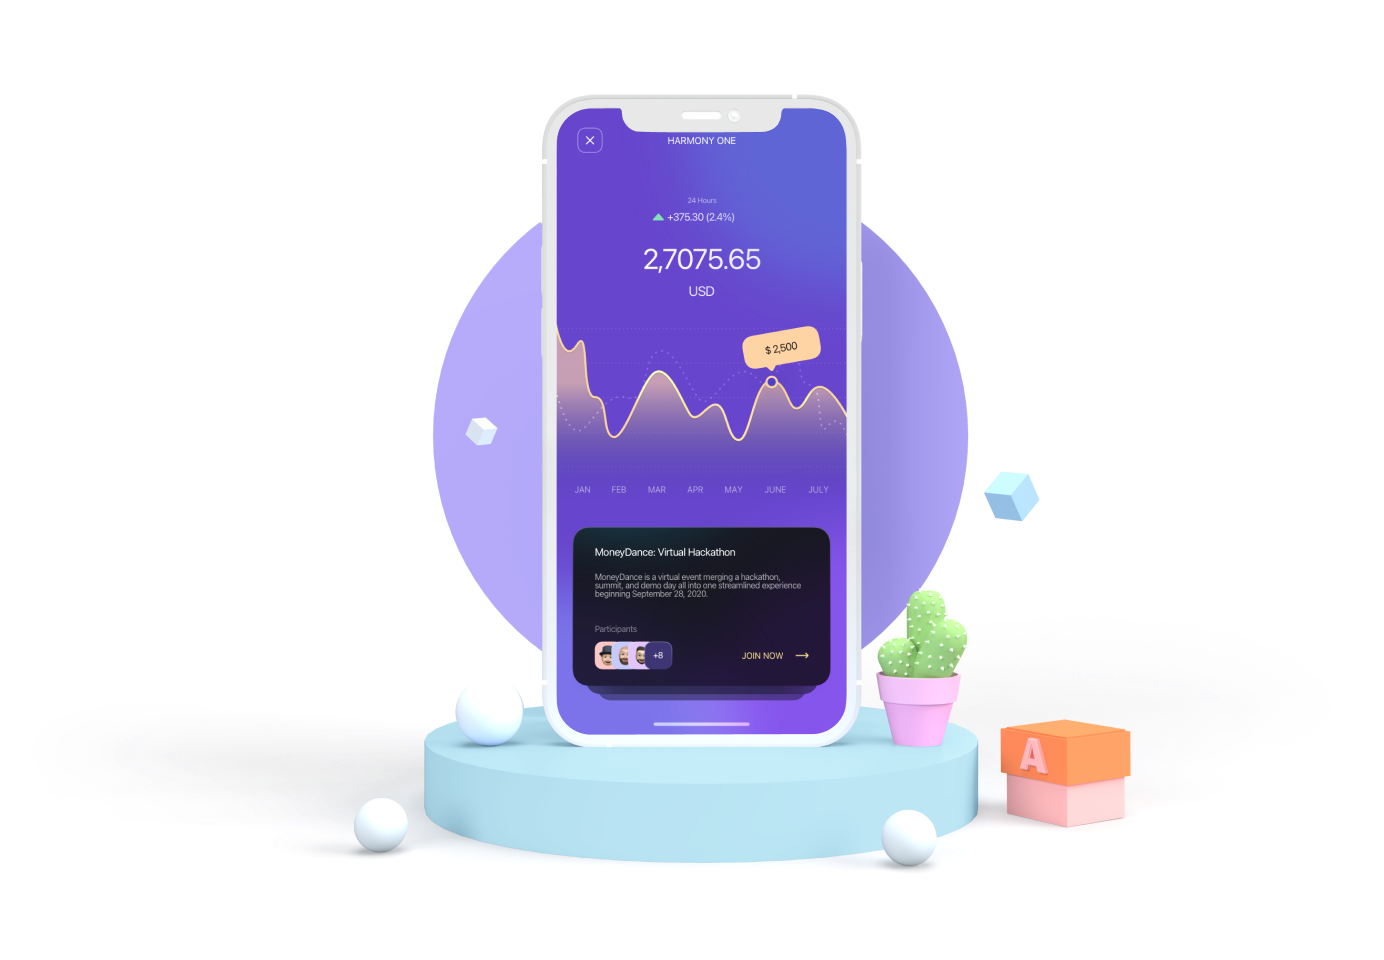 HARMONY ONE
24 Hours
+375.30 (2.4%)
2,7075.65
USD
$ 2,500
JAN FEB MAR APR MAY JUNE JULY
MoneyDance: Virtual Hackathon
MoneyDance is a virtual event merging a hackathon,
summit, and demo day all into one streamlined experience
beginning September 28, 2020.
Participants
+8
JOIN NOW
A